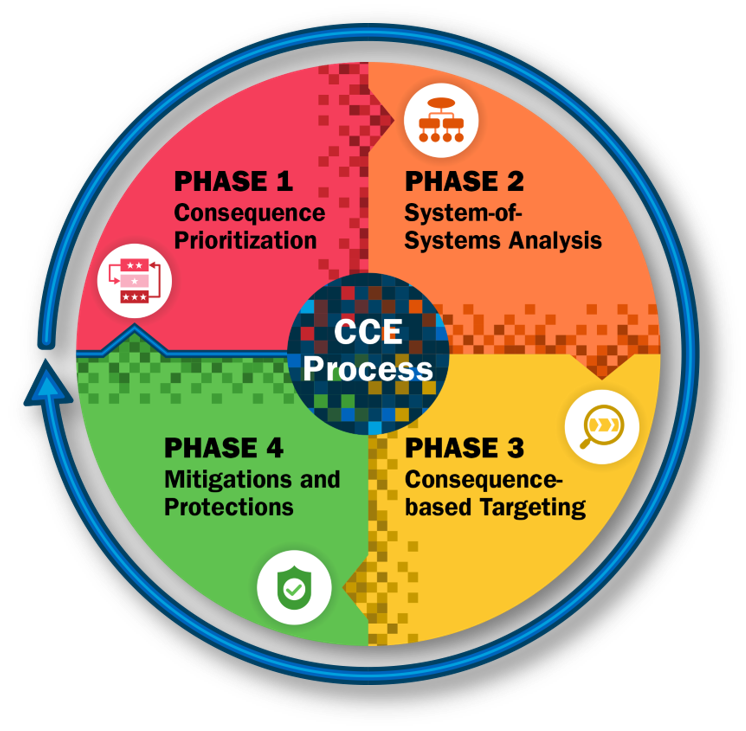 PHASE 1
Consequence
Prioritization
PHASE 2
System-of-
Systems Analysis
CCE
Process
PHASE 3
Consequence-
based Targeting
PHASE 4
Mitigations and
Protections